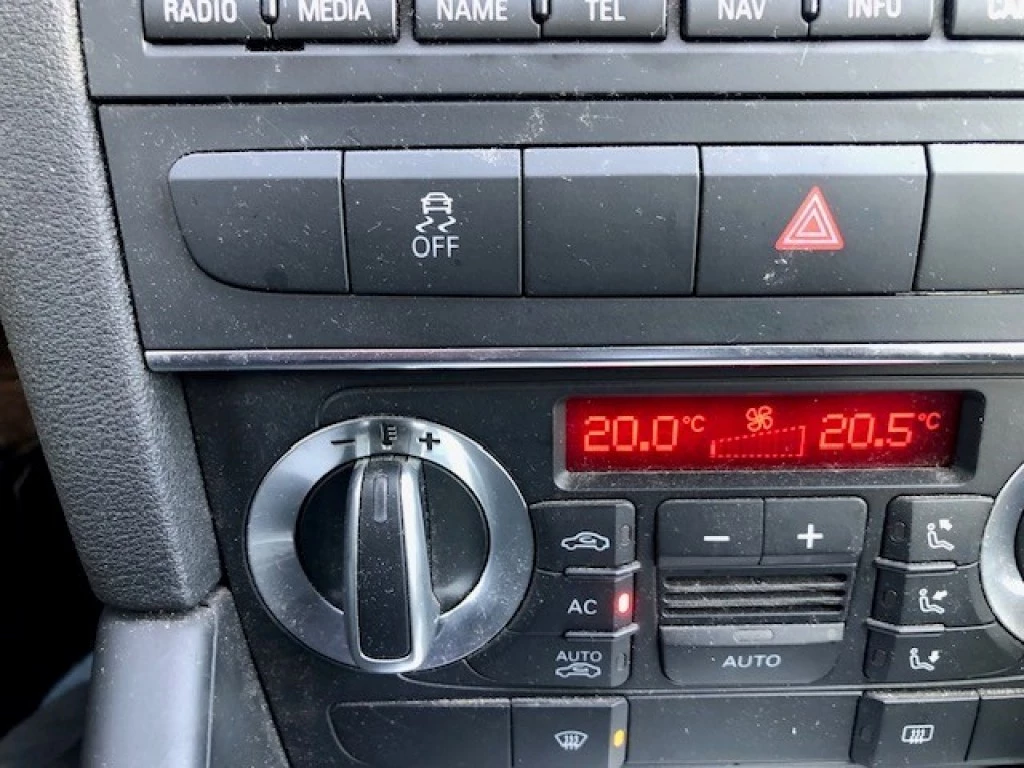 RADIO MEDIA NAME TEL NAV INFO
OFF
- +
20.0°C 20.5°C
- +
AC
AUTO AUTO